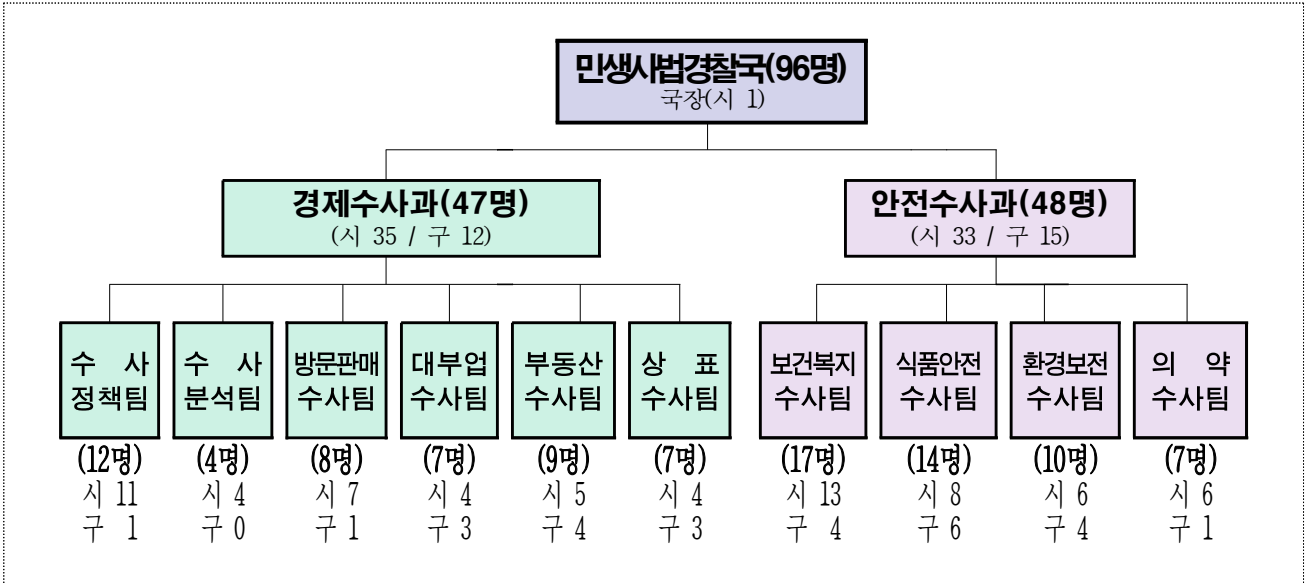 민생사법경찰국(96명)
국장(시 1)
경제수사과(47명)
(시 35 / 구 12)
안전수사과(48명)
(시 33 / 구 15)
수 사
정책팀
(12명)
시 11
구 1
수 사
분석팀
(4명)
시 4
구 0
방문판매
수사팀
(8명)
시 7
구 1
대부업
수사팀
(7명)
시 4
구 3
부동산
수사팀
(9명)
시 5
구 4
상 표
수사팀
(7명)
시 4
구 3
보건복지
수사팀
(17명)
시 13
구 4
식품안전
수사팀
(14명)
시 8
구 6
환경보전
수사팀
(10명)
시 6
구 4
의 약
수사팀
(7명)
시 6
구 1